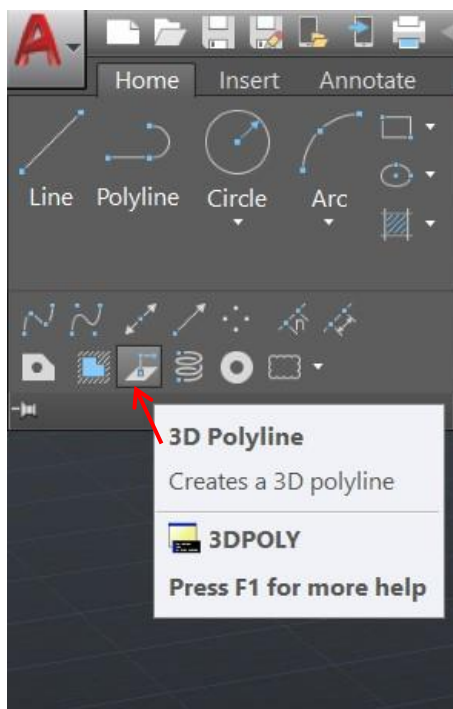 A
Home Insert Annotate
Line Polyline Circle Arc
3D Polyline
Creates a 3D polyline
3DPOLY
Press F1 for more help